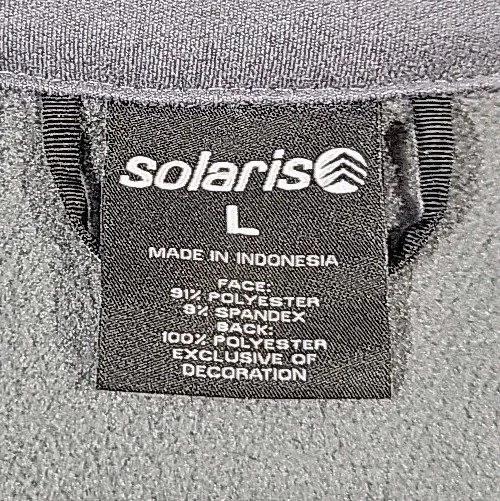 solaris
L
MADE IN INDONESIA
FACE:
91% POLYESTER
9% SPANDEX
BACK:
100% POLYESTER
EXCLUSIVE OF
DECORATION